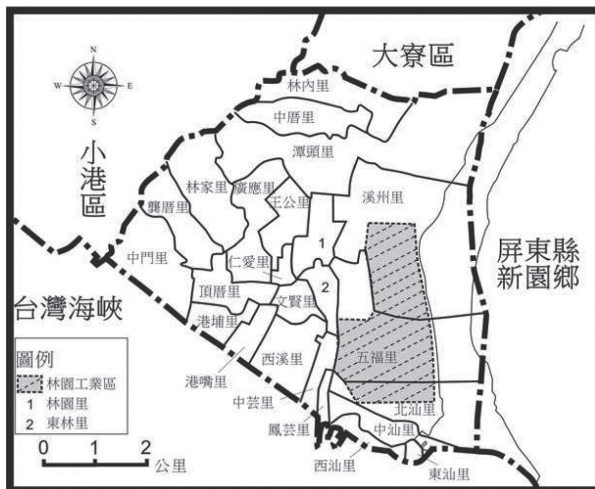 大寮區
N
W
E
S
林內里
中厝里
小港區
潭頭里
林家里
廣應里
王公里
溪州里
龔厝里
屏東縣
新園鄉
中門里
仁愛里
1
頂厝里
文賢里
2
台灣海峽
港埔里
圖例
林園工業區
1 林園里
2 東林里
西溪里
五福里
港嘴里
中芸里
北汕里
鳳芸里
中汕里
西汕里
東汕里
0 1 2
公里